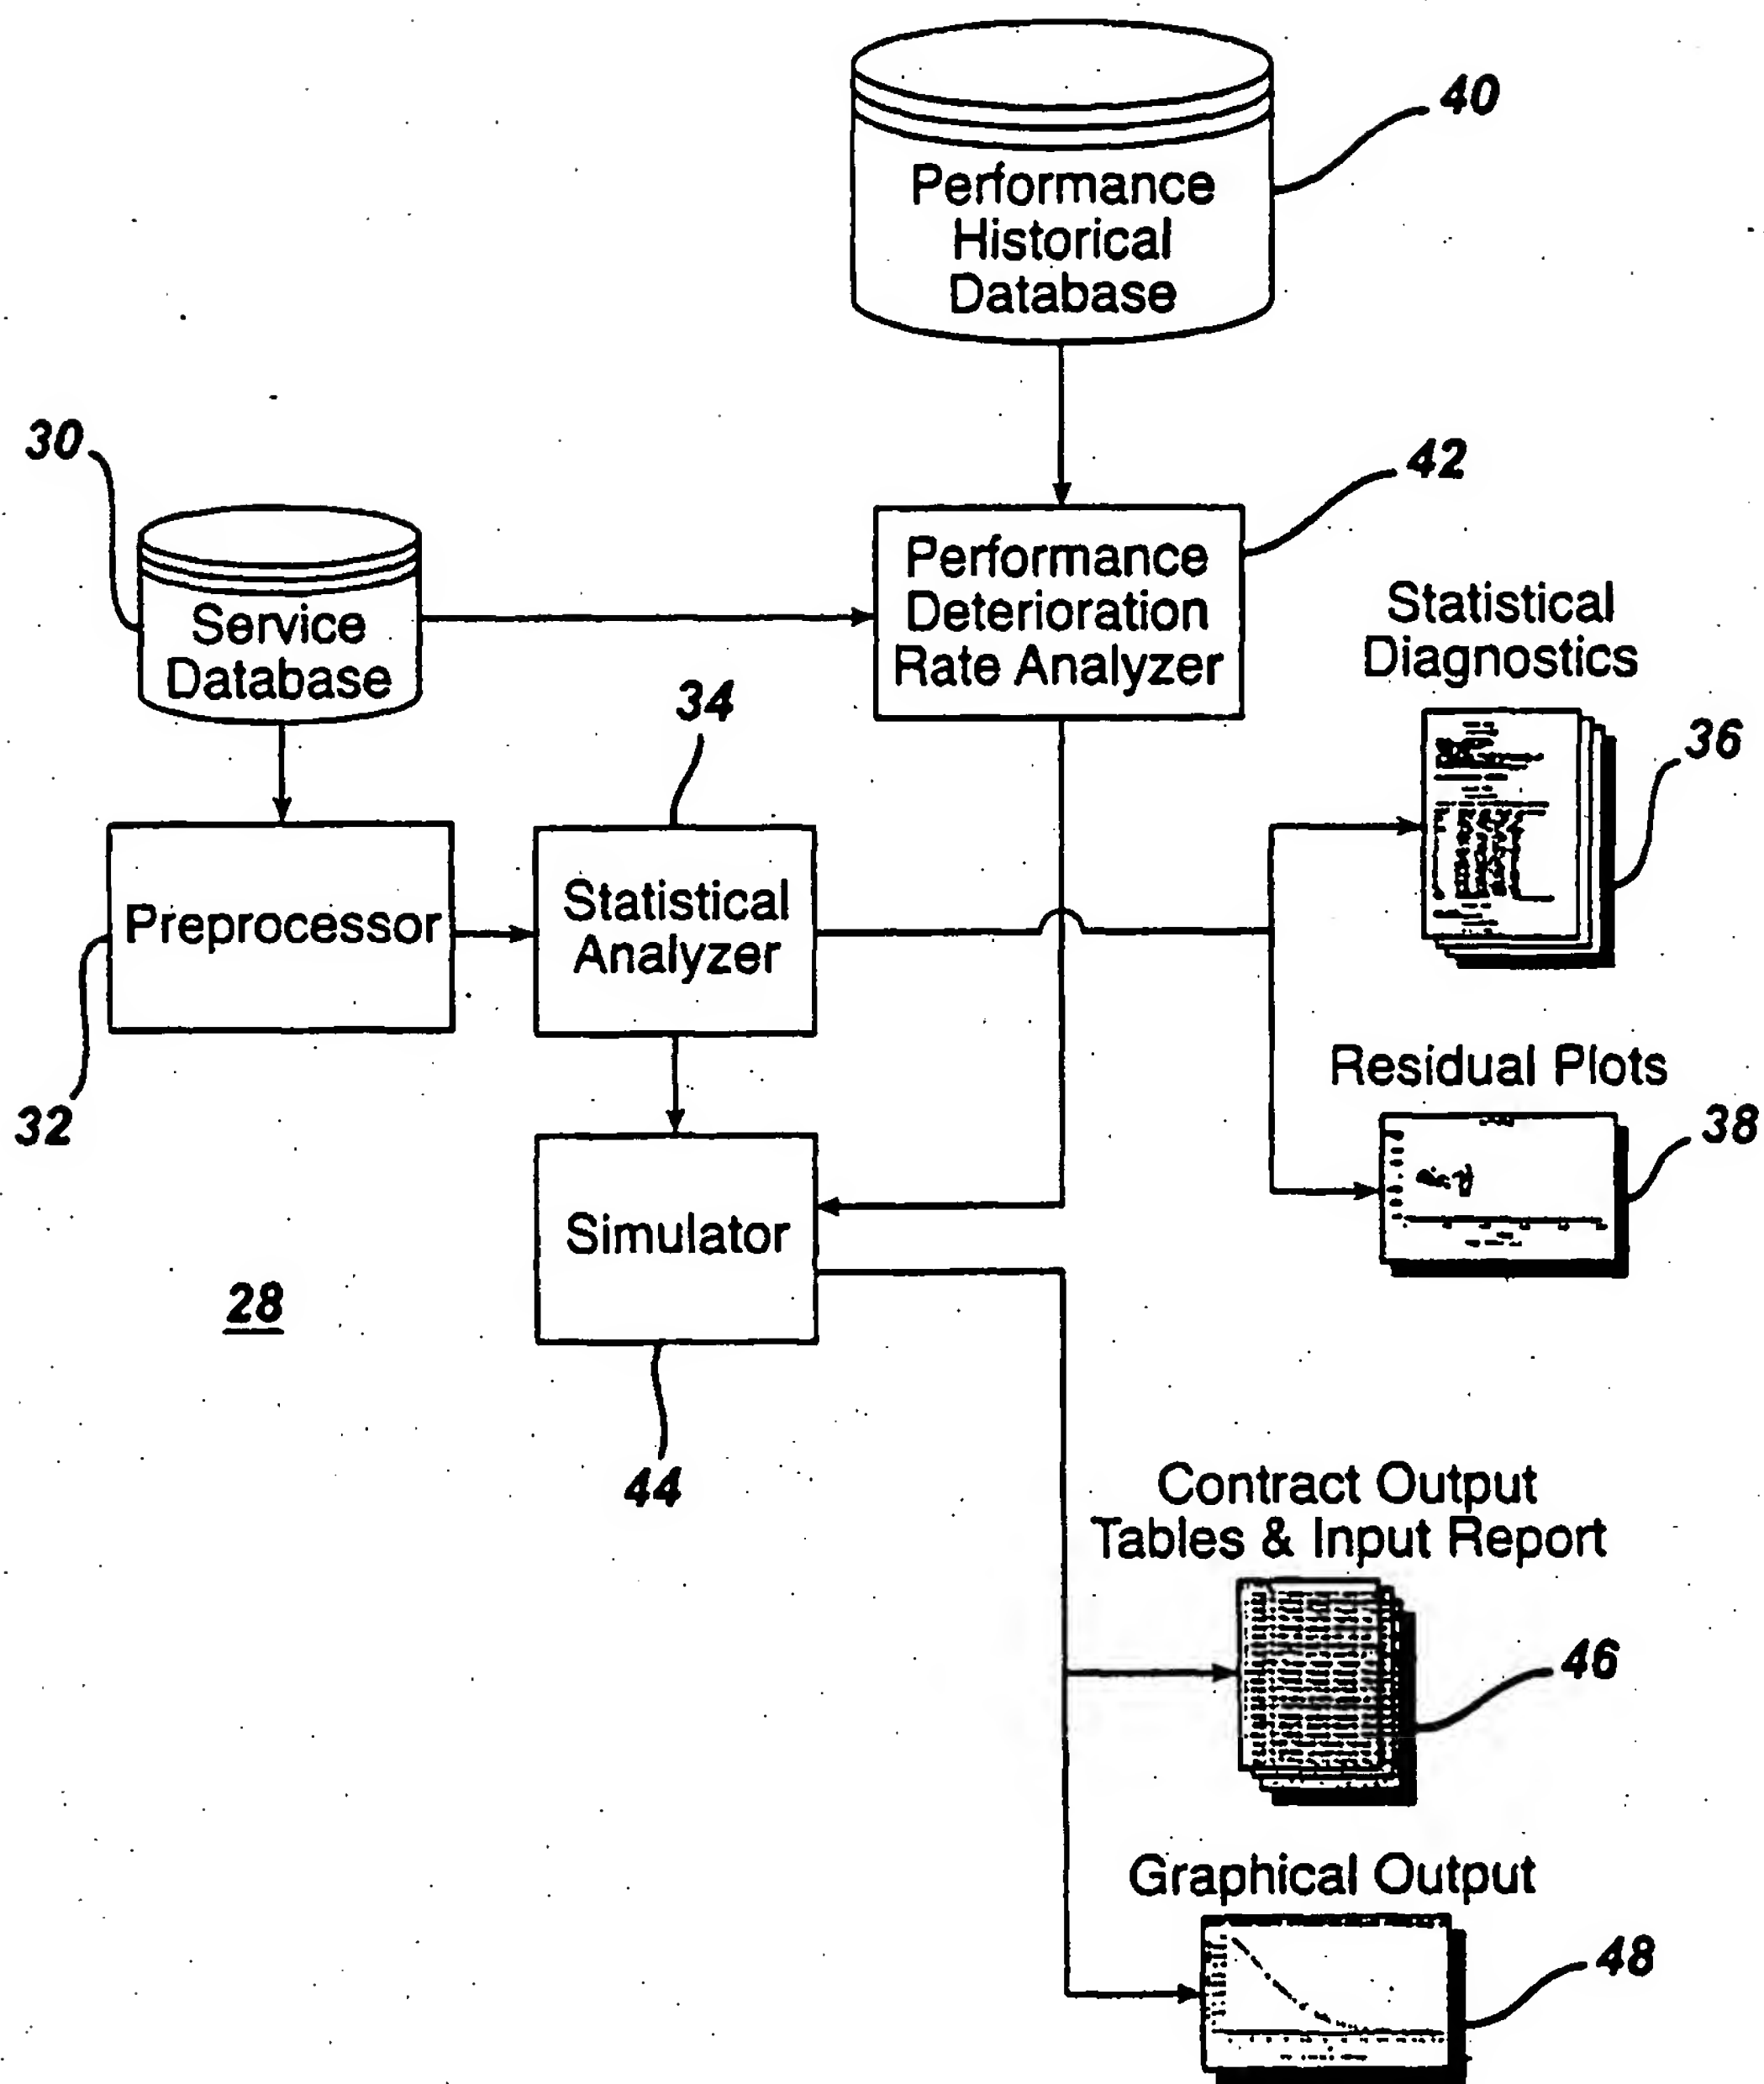 40
Performance
Historical
Database
30
42
Service
Database
Performance
Deterioration
Rate Analyzer
Statistical
Diagnostics
34
36
Preprocessor
Statistical
Analyzer
32
Residual Plots
38
Simulator
28
44
Contract Output
Tables & Input Report
46
Graphical Output
48